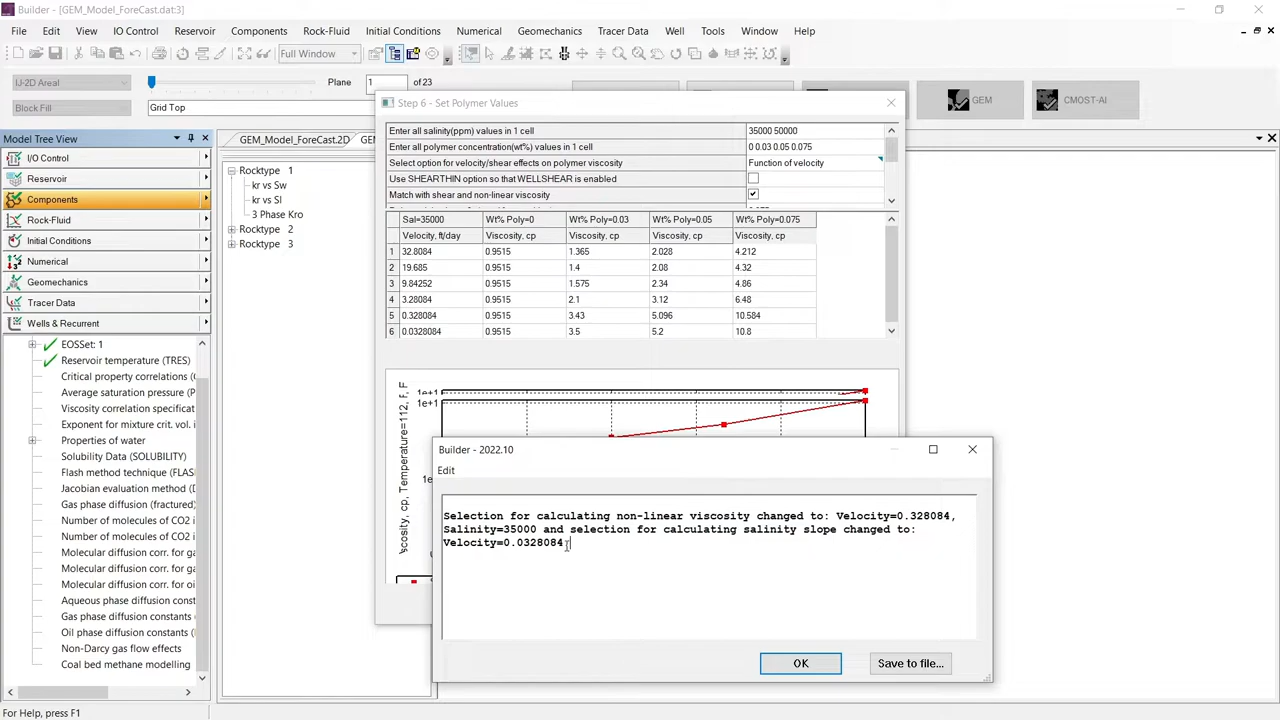 Builder - [GEM_Model_ForeCast.dat:3]
File Edit View IO Control Reservoir Components Rock-Fluid Initial Conditions Numerical Geomechanics Tracer Data Well Tools Window Help
Full Window
IJ-2D Areal Plane 1 of 23
GEM CMOST-AI
Block Fill Grid Top
Step 6 - Set Polymer Values
Model Tree View
GEM_Model_ForeCast.2D
I/O Control
Reservoir
Components
Rock-Fluid
Initial Conditions
Numerical
Geomechanics
Tracer Data
Wells & Recurrent
EOSSet: 1
Reservoir temperature (TRES)
Critical property correlations (
Average saturation pressure (
Viscosity correlation specificat
Exponent for mixture crit. vol. i
Properties of water
Solubility Data (SOLUBILITY)
Flash method technique (FLAS
Jacobian evaluation method (
Gas phase diffusion (fractured)
Number of molecules of CO2 i
Number of molecules of CO2 i
Molecular diffusion corr. for ga
Molecular diffusion corr. for ga
Molecular diffusion corr. for oi
Aqueous phase diffusion const
Gas phase diffusion constants (
Oil phase diffusion constants (
Non-Darcy gas flow effects
Coal bed methane modelling
Rocktype 1
kr vs Sw
kr vs Sl
3 Phase Kro
Rocktype 2
Rocktype 3
Enter all salinity(ppm) values in 1 cell 35000 50000
Enter all polymer concentration(wt%) values in 1 cell 0 0.03 0.05 0.075
Select option for velocity/shear effects on polymer viscosity Function of velocity
Use SHEARTHIN option so that WELLSHEAR is enabled
Match with shear and non-linear viscosity
Sal=35000 Wt% Poly=0 Wt% Poly=0.03 Wt% Poly=0.05 Wt% Poly=0.075
Velocity, ft/day Viscosity, cp Viscosity, cp Viscosity, cp Viscosity, cp
1 32.8084 0.9515 1.365 2.028 4.212
2 19.685 0.9515 1.4 2.08 4.32
3 9.84252 0.9515 1.575 2.34 4.86
4 3.28084 0.9515 2.1 3.12 6.48
5 0.328084 0.9515 3.43 5.096 10.584
6 0.0328084 0.9515 3.5 5.2 10.8
1e+1
1e+1
scosity, cp, Temperature=112, F, F
Builder - 2022.10
Edit
Selection for calculating non-linear viscosity changed to: Velocity=0.328084,
Salinity=35000 and selection for calculating salinity slope changed to:
Velocity=0.0328084
OK Save to file...
For Help, press F1